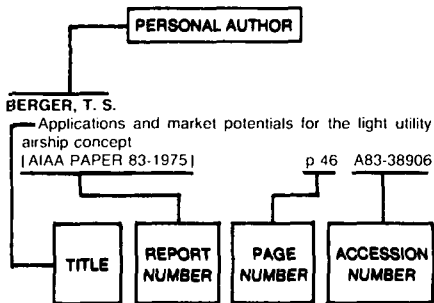 PERSONAL AUTHOR
BERGER, T. S.
Applications and market potentials for the light utility
airship concept
[AIAA PAPER 83-1975] p 46 A83-38906
TITLE
REPORT NUMBER
PAGE NUMBER
ACCESSION NUMBER